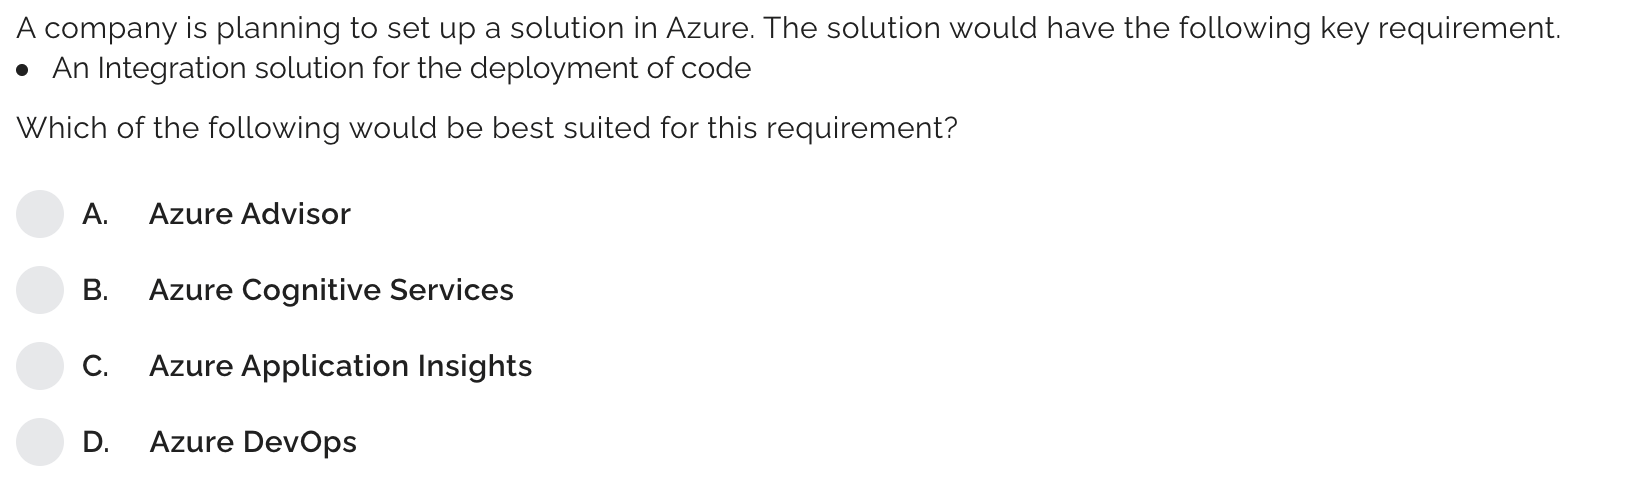 A company is planning to set up a solution in Azure. The solution would have the following key requirement.
• An Integration solution for the deployment of code
Which of the following would be best suited for this requirement?
A. Azure Advisor
B. Azure Cognitive Services
C. Azure Application Insights
D. Azure DevOps